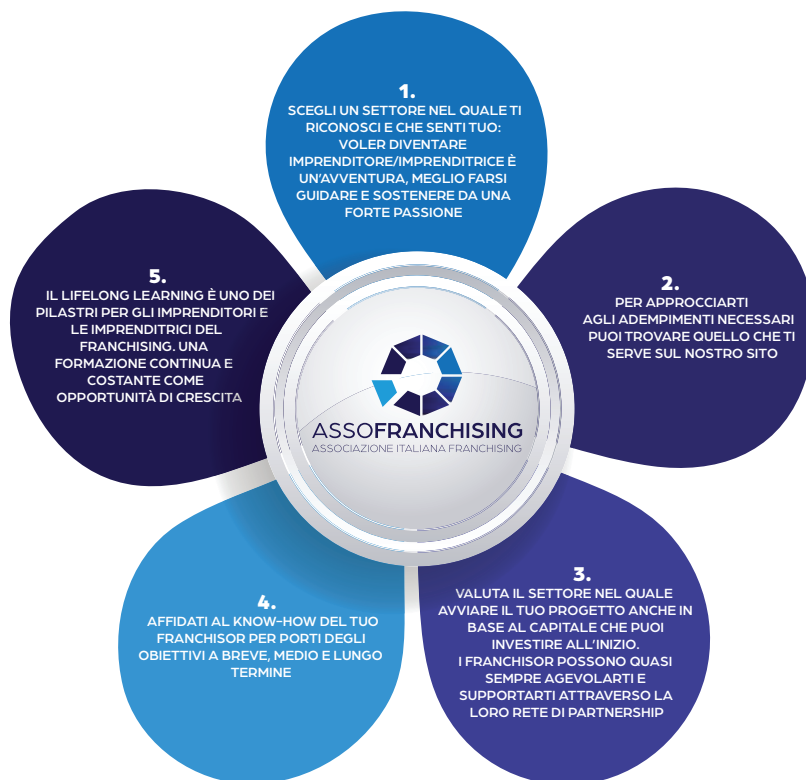 1.
SCEGLI UN SETTORE NEL QUALE TI
RICONOSCI E CHE SENTI TUO:
VOLER DIVENTARE
IMPRENDITORE/IMPRENDITRICE È
UN'AVVENTURA, MEGLIO FARSI
GUIDARE E SOSTENERE DA UNA
FORTE PASSIONE
2.
PER APPROCCIARTI
AGLI ADEMPIMENTI NECESSARI
PUOI TROVARE QUELLO CHE TI
SERVE SUL NOSTRO SITO
3.
VALUTA IL SETTORE NEL QUALE
AVVIARE IL TUO PROGETTO ANCHE IN
BASE AL CAPITALE CHE PUOI
INVESTIRE ALL'INIZIO.
I FRANCHISOR POSSONO QUASI
SEMPRE AGEVOLARTI E
SUPPORTARTI ATTRAVERSO LA
LORO RETE DI PARTNERSHIP
4.
AFFIDATI AL KNOW-HOW DEL TUO
FRANCHISOR PER PORTI DEGLI
OBIETTIVI A BREVE, MEDIO E LUNGO
TERMINE
5.
IL LIFELONG LEARNING È UNO DEI
PILASTRI PER GLI IMPRENDITORI E
LE IMPRENDITRICI DEL
FRANCHISING. UNA
FORMAZIONE CONTINUA E
COSTANTE COME
OPPORTUNITÀ DI CRESCITA
ASSOFRANCHISING
ASSOCIAZIONE ITALIANA FRANCHISING